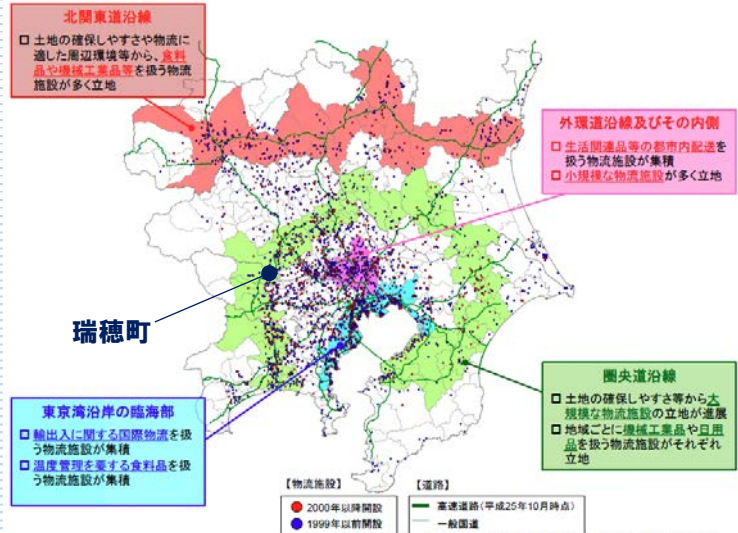 北関東道沿線
□ 土地の確保しやすさや物流に
適した周辺環境等から、食料
品や機械工業品等を扱う物流
施設が多く立地
外環道沿線及びその内側
□ 生活関連品等の都市内配送を
扱う物流施設が集積
□ 小規模な物流施設が多く立地
瑞穂町
東京湾沿岸の臨海部
□ 輸出入に関する国際物流を扱
う物流施設が集積
□ 温度管理を要する食料品を扱
う物流施設が集積
圏央道沿線
□ 土地の確保しやすさ等から大
規模な物流施設の立地が進展
□ 地域ごとに機械工業品や日用
品を扱う物流施設がそれぞれ
立地
【物流施設】
2000年以降開設
1999年以前開設
【道路】
高速道路(平成25年10月時点)
一般国道